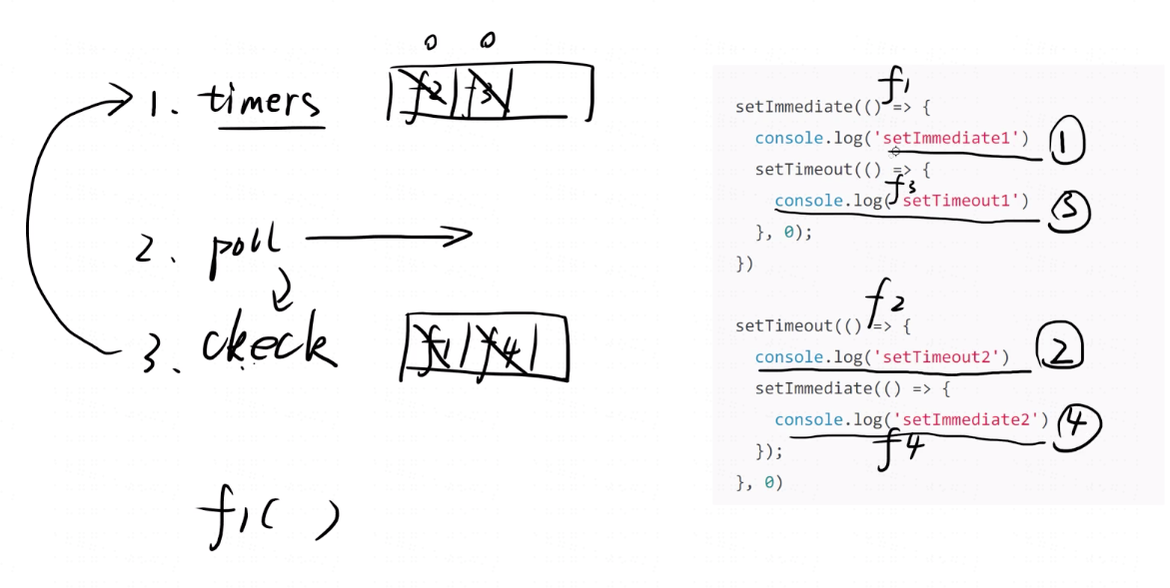 0 0
1. timers f2 f3
2. poll
3. check f1 f4
f1( )
f1
setImmediate(() => {
console.log('setImmediate1') ①
setTimeout(() => {
f3
console.log('setTimeout1') ③
}, 0);
})
f2
setTimeout(() => {
console.log('setTimeout2') ②
setImmediate(() => {
console.log('setImmediate2') ④
f4
});
}, 0)